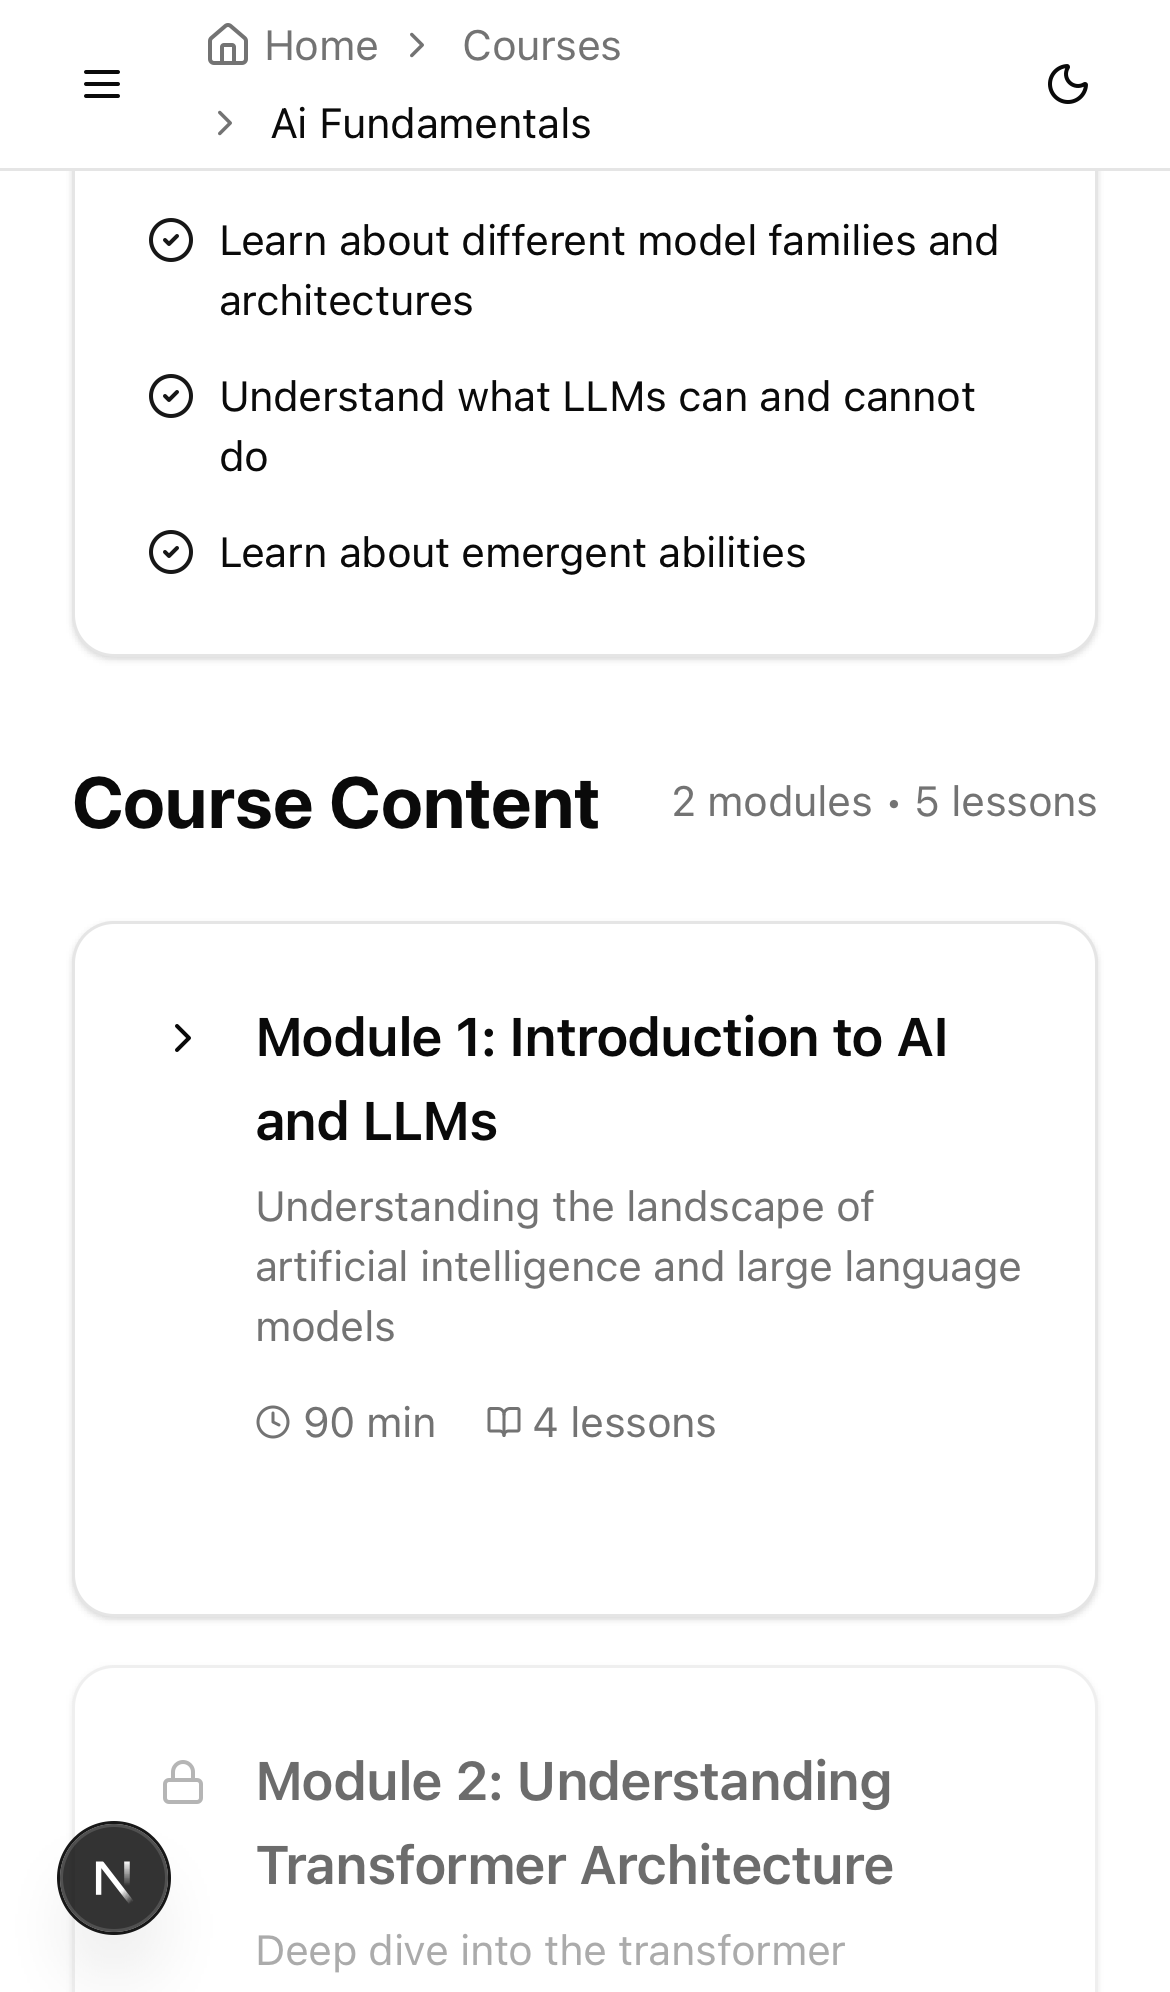 Home > Courses
> Ai Fundamentals
Learn about different model families and
architectures
Understand what LLMs can and cannot
do
Learn about emergent abilities
Course Content 2 modules • 5 lessons
Module 1: Introduction to AI
and LLMs
Understanding the landscape of
artificial intelligence and large language
models
90 min 4 lessons
Module 2: Understanding
Transformer Architecture
N
Deep dive into the transformer